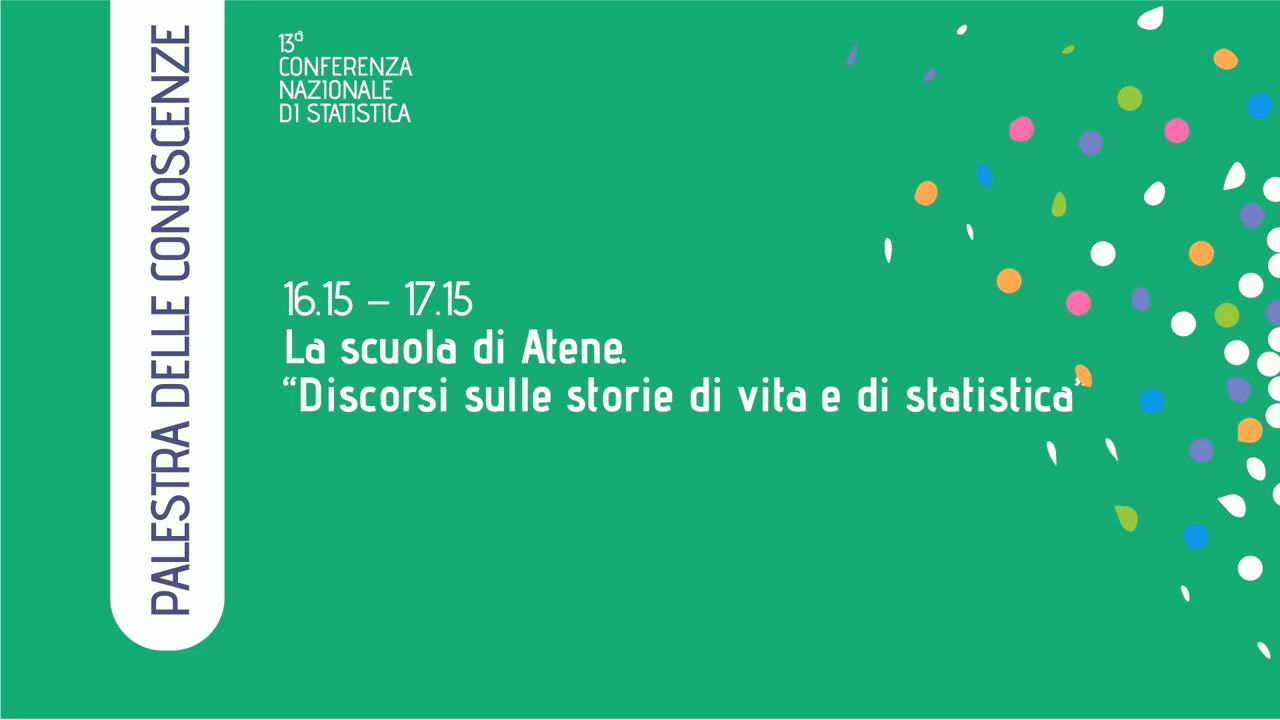 PALESTRA DELLE CONOSCENZE
13ª
CONFERENZA
NAZIONALE
DI STATISTICA
16.15 – 17.15
La scuola di Atene.
“Discorsi sulle storie di vita e di statistica”